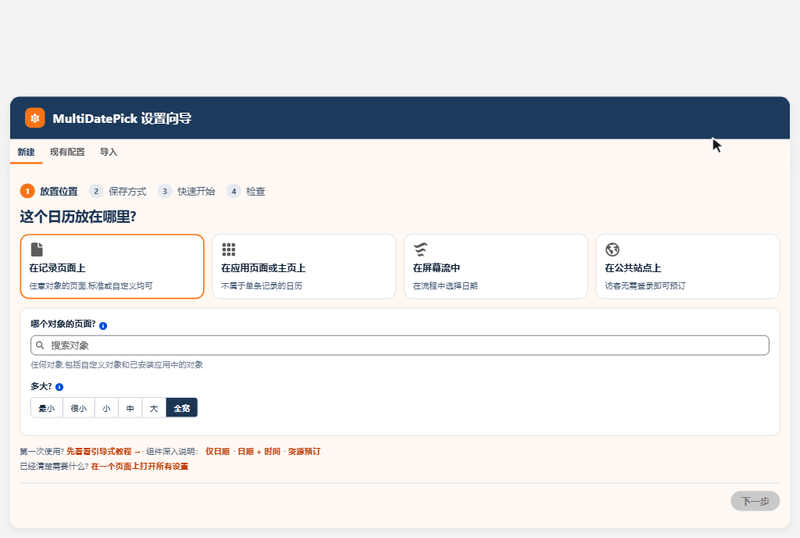 MultiDatePick 设置向导
新建 现有配置 导入
1 放置位置 2 保存方式 3 快速开始 4 检查
这个日历放在哪里?
在记录页面上
任意对象的页面,标准或自定义均可
在应用页面或主页上
不属于单条记录的日历
在屏幕流中
在流程中选择日期
在公共站点上
访客无需登录即可预订
哪个对象的页面?
搜索对象
任何对象,包括自定义对象和已安装应用中的对象
多大?
最小 很小 小 中 大 全宽
第一次使用? 先看看引导式教程 → · 组件深入说明: 仅日期 · 日期 + 时间 · 资源预订
已经清楚需要什么? 在一个页面上打开所有设置
下一步